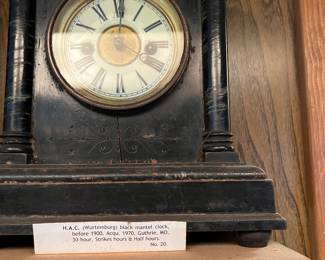 H.A.C. (Wurtemburg) black mantel clock,
before 1900. Acqu. 1970, Guthrie, MO.
30-hour. Strikes hours & Half hours.
No. 20.